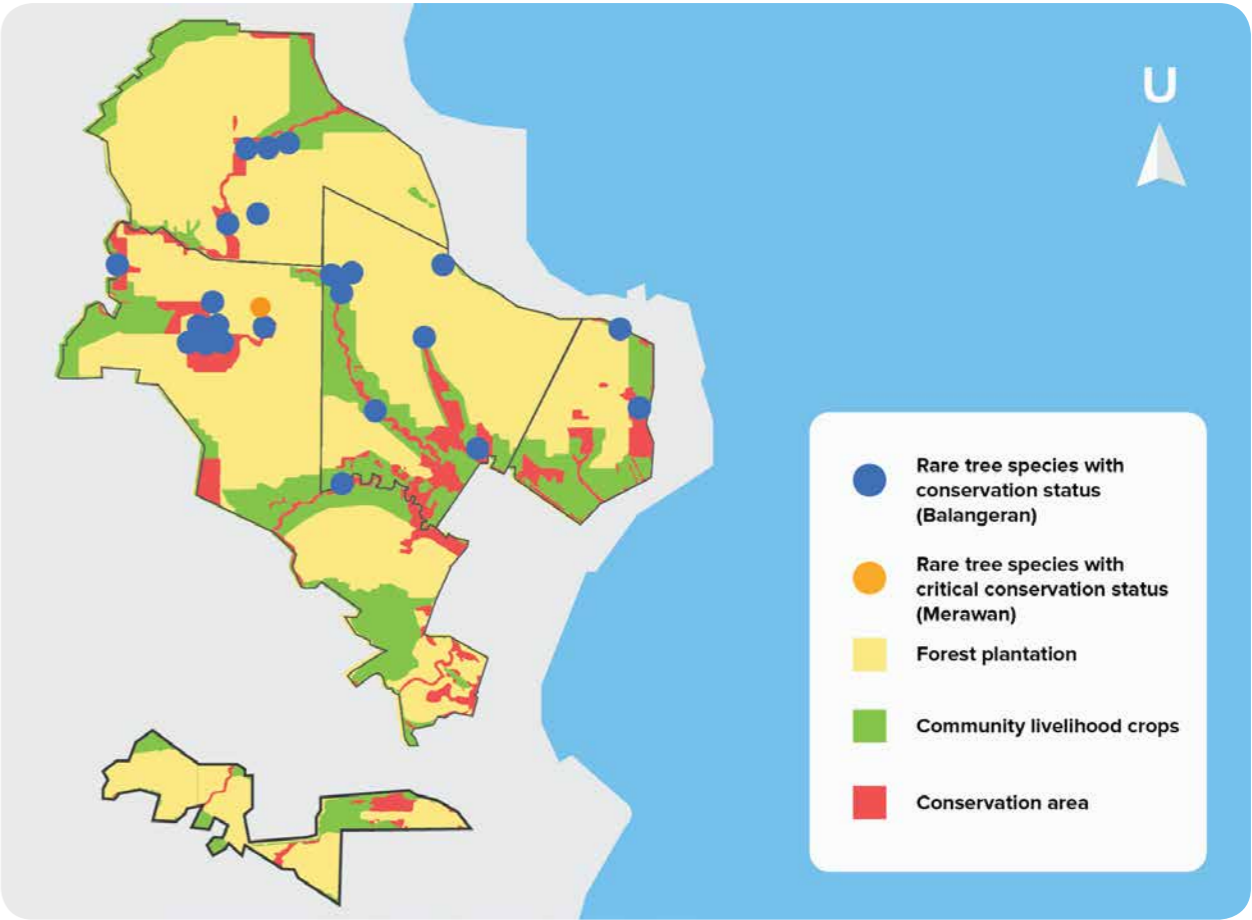 U
Rare tree species with
conservation status
(Balangeran)
Rare tree species with
critical conservation status
(Merawan)
Forest plantation
Community livelihood crops
Conservation area